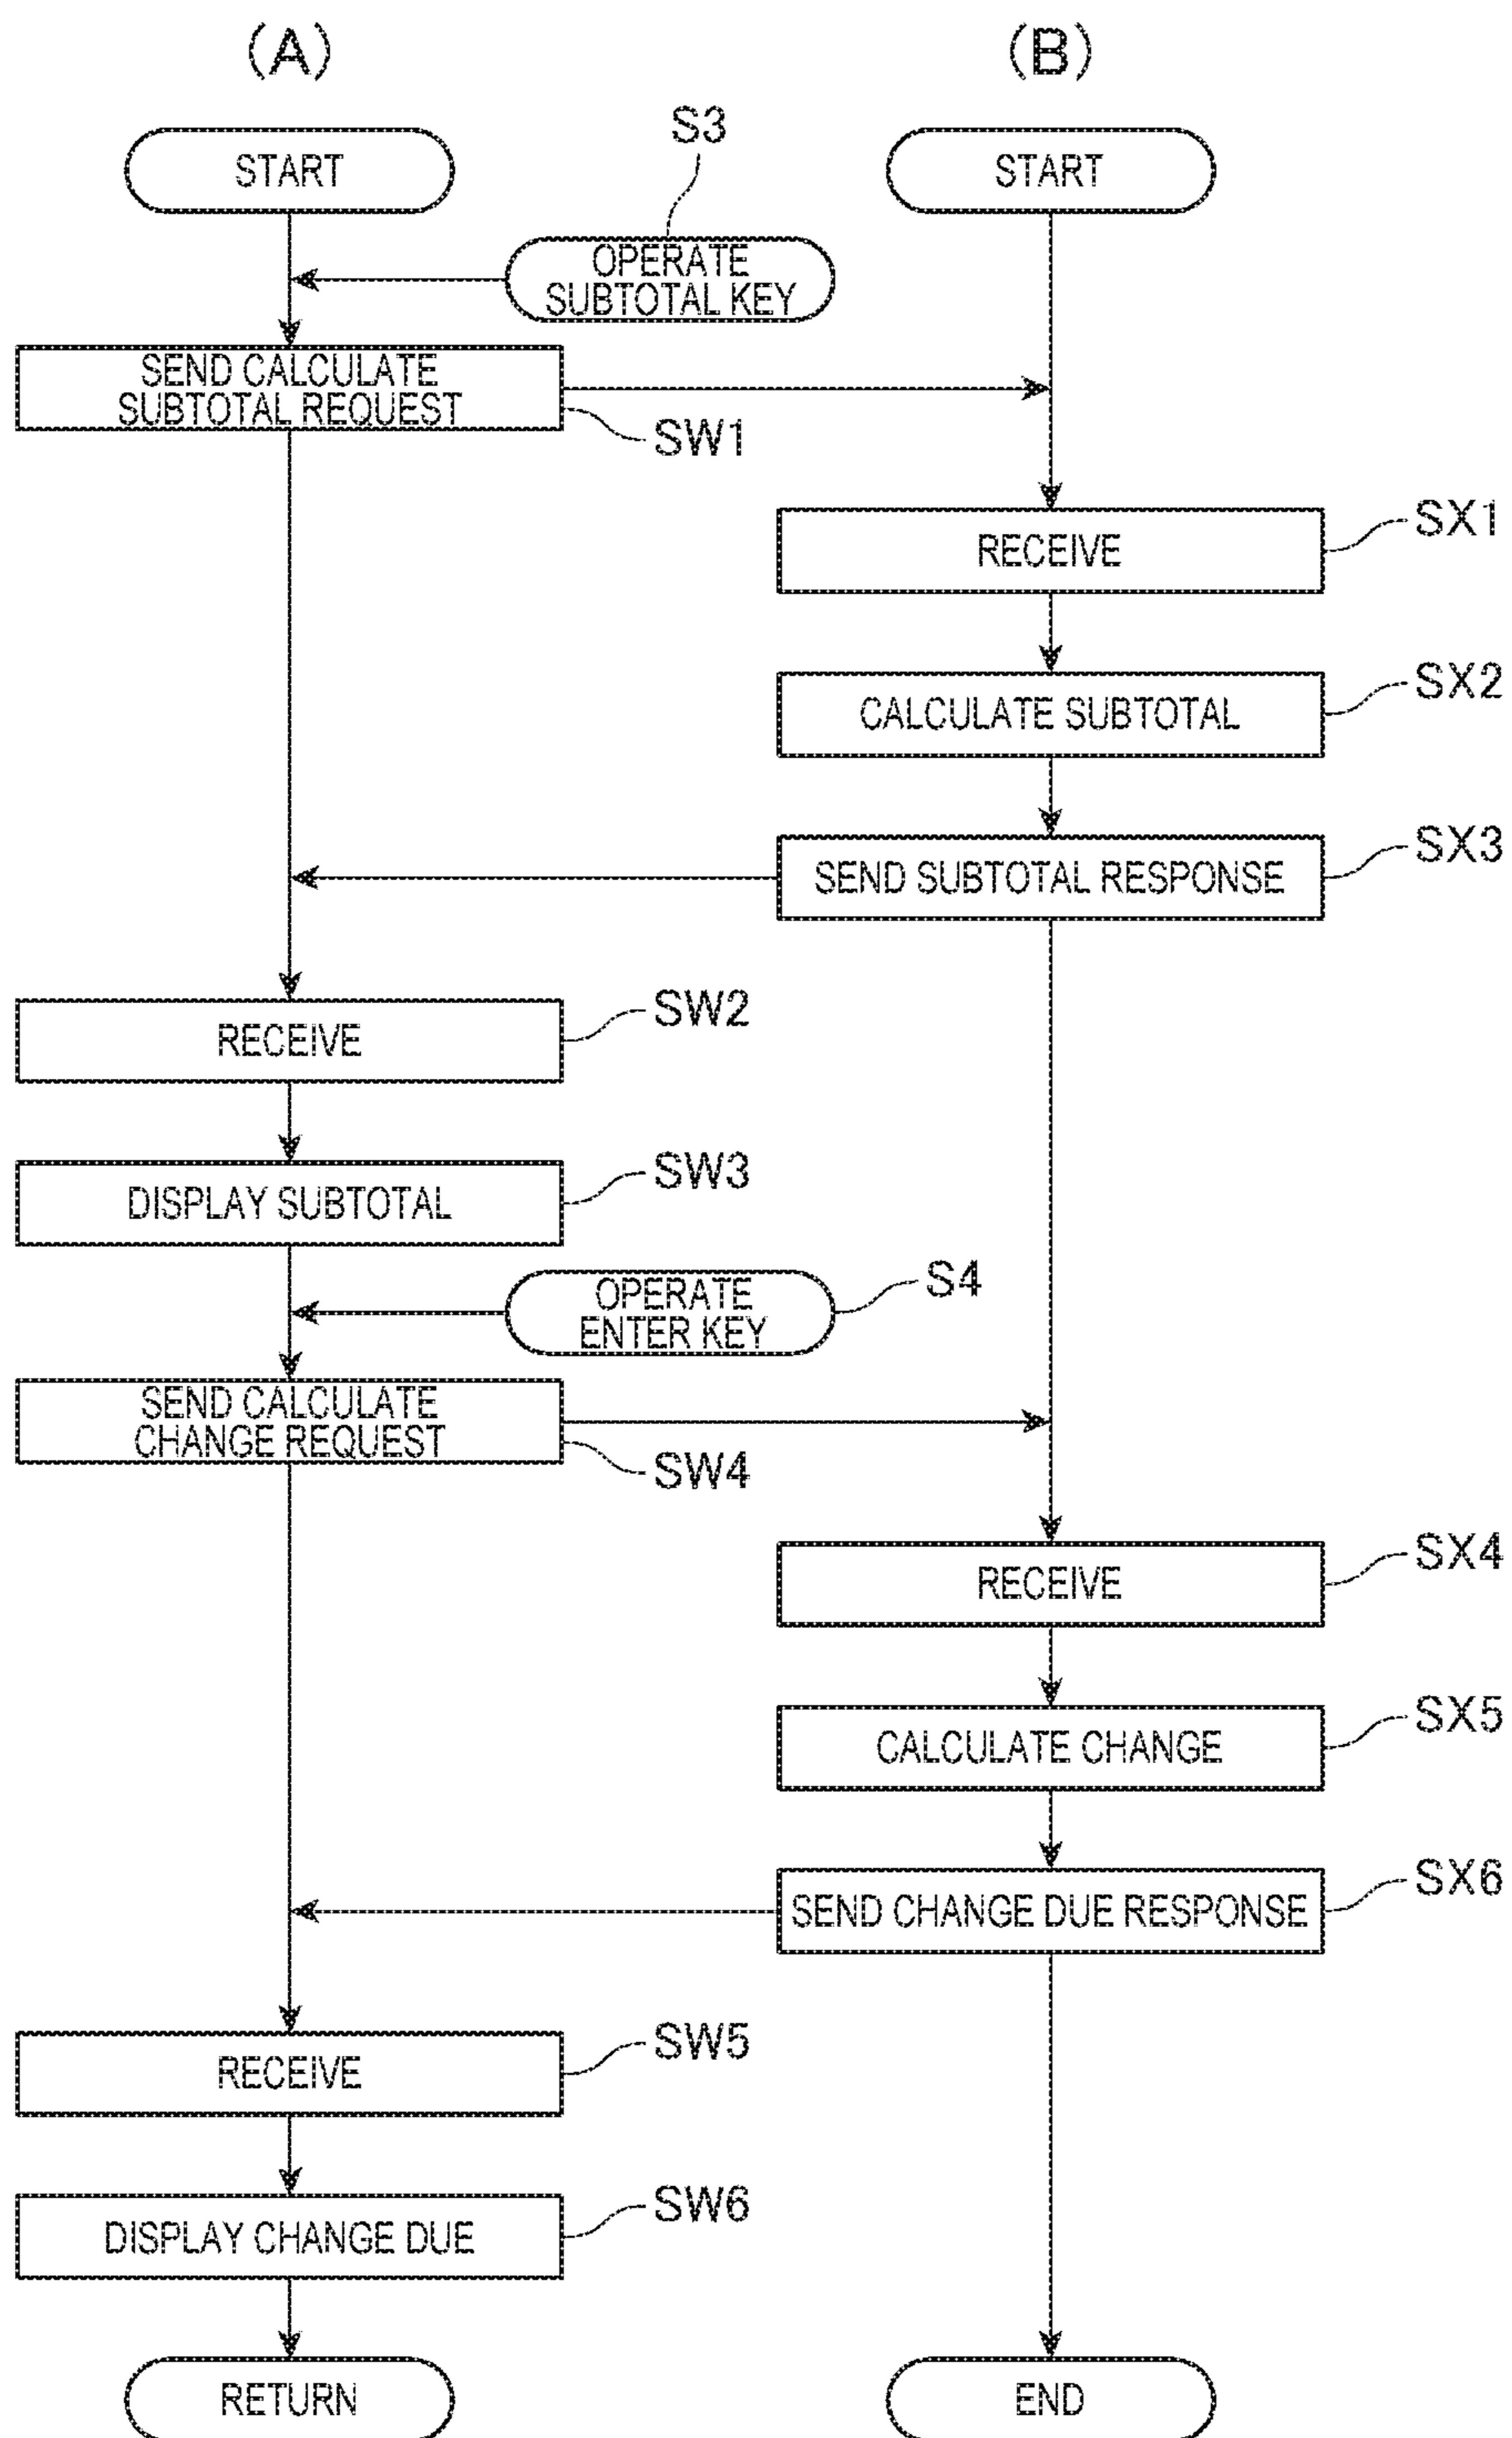 (A)
(B)
S3
START
START
OPERATE
SUBTOTAL KEY
SEND CALCULATE
SUBTOTAL REQUEST
SW1
SX1
RECEIVE
SX2
CALCULATE SUBTOTAL
SX3
SEND SUBTOTAL RESPONSE
SW2
RECEIVE
SW3
DISPLAY SUBTOTAL
S4
OPERATE
ENTER KEY
SEND CALCULATE
CHANGE REQUEST
SW4
SX4
RECEIVE
SX5
CALCULATE CHANGE
SX6
SEND CHANGE DUE RESPONSE
SW5
RECEIVE
SW6
DISPLAY CHANGE DUE
RETURN
END